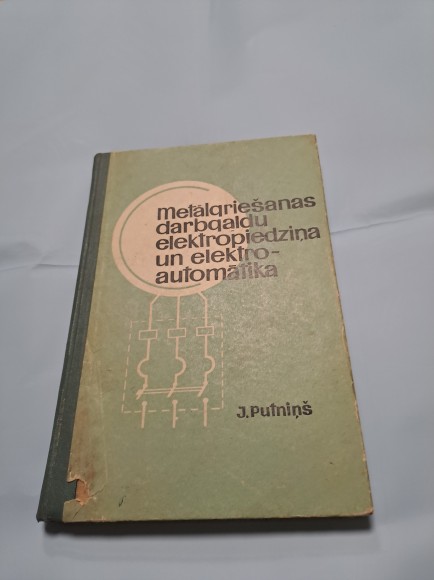 metālgriešanas
darbgaldu
elektropiedziņa
un elektro-
automātika
J. Putniņš